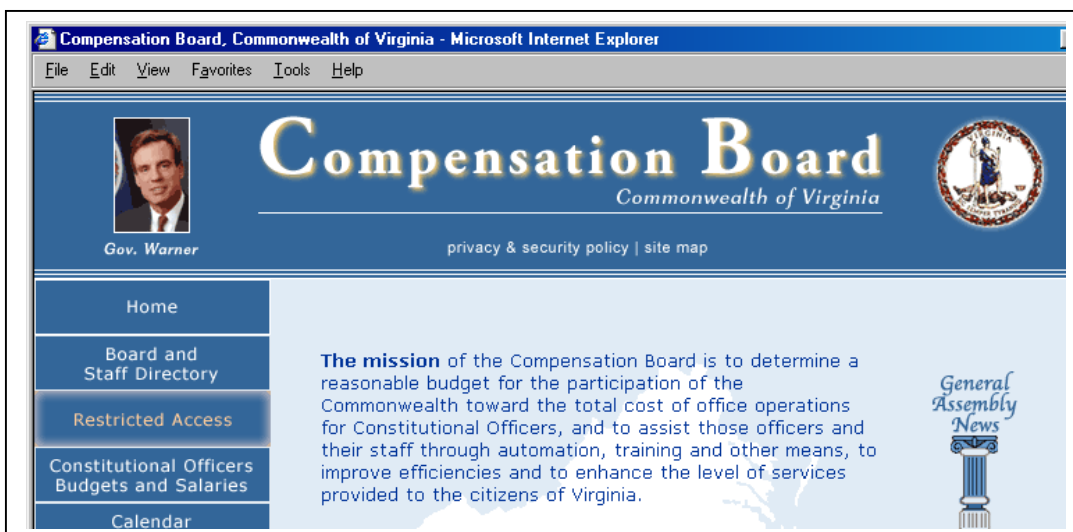 Compensation Board, Commonwealth of Virginia - Microsoft Internet Explorer
File Edit View Favorites Tools Help
Compensation Board
Commonwealth of Virginia
Gov. Warner
privacy & security policy | site map
VIRGINIA
Home
Board and
Staff Directory
Restricted Access
Constitutional Officers
Budgets and Salaries
Calendar
The mission of the Compensation Board is to determine a
reasonable budget for the participation of the
Commonwealth toward the total cost of office operations
for Constitutional Officers, and to assist those officers and
their staff through automation, training and other means, to
improve efficiencies and to enhance the level of services
provided to the citizens of Virginia.
General
Assembly
News